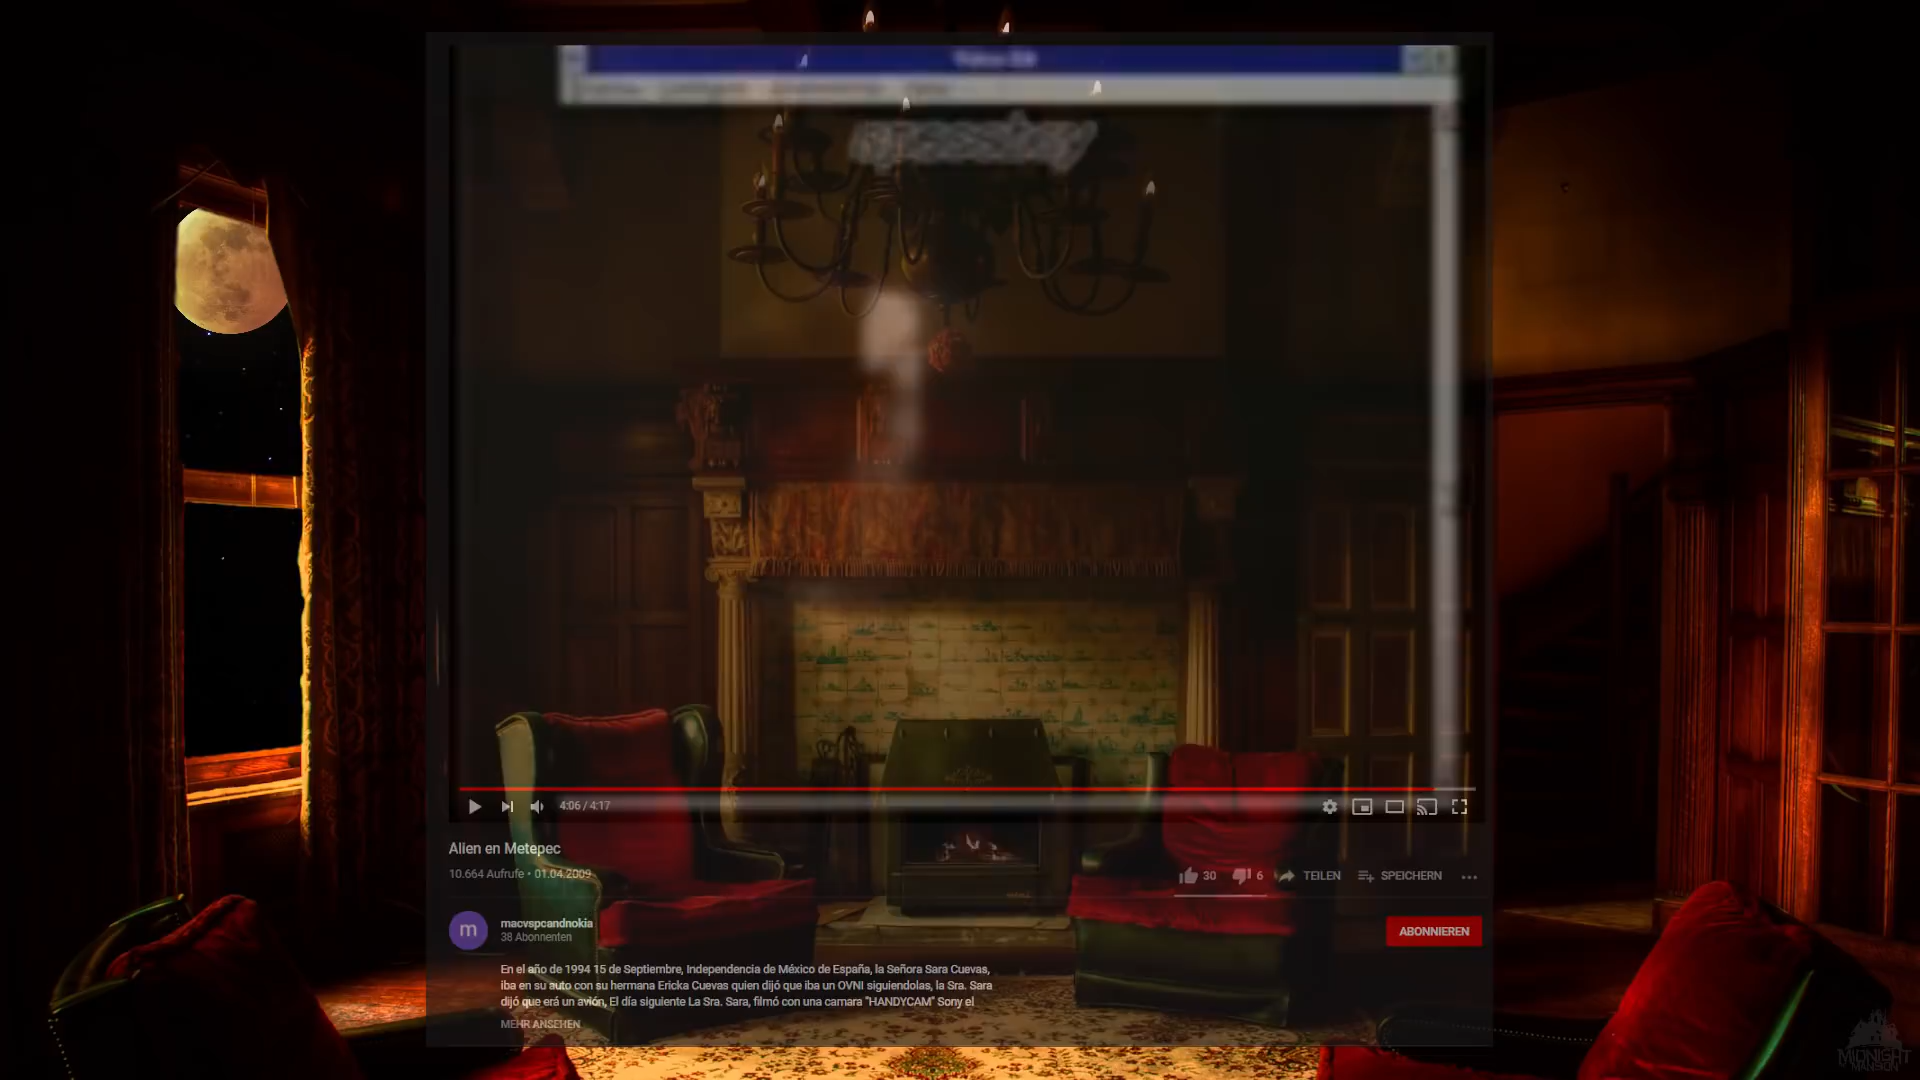 4:06 / 4:17
Alien en Metepec
10.664 Aufrufe • 01.04.2009
30 6 TEILEN SPEICHERN
m
macvspcandnokia
38 Abonnenten
ABONNIEREN
En el año de 1994 15 de Septiembre, Independencia de México de España, la Señora Sara Cuevas,
iba en su auto con su hermana Ericka Cuevas quien dijó que iba un OVNI siguiendolas, la Sra. Sara
dijó que erá un avión, El día siguiente La Sra. Sara, filmó con una camara "HANDYCAM" Sony el
MEHR ANSEHEN
MIDNIGHT
MANSION